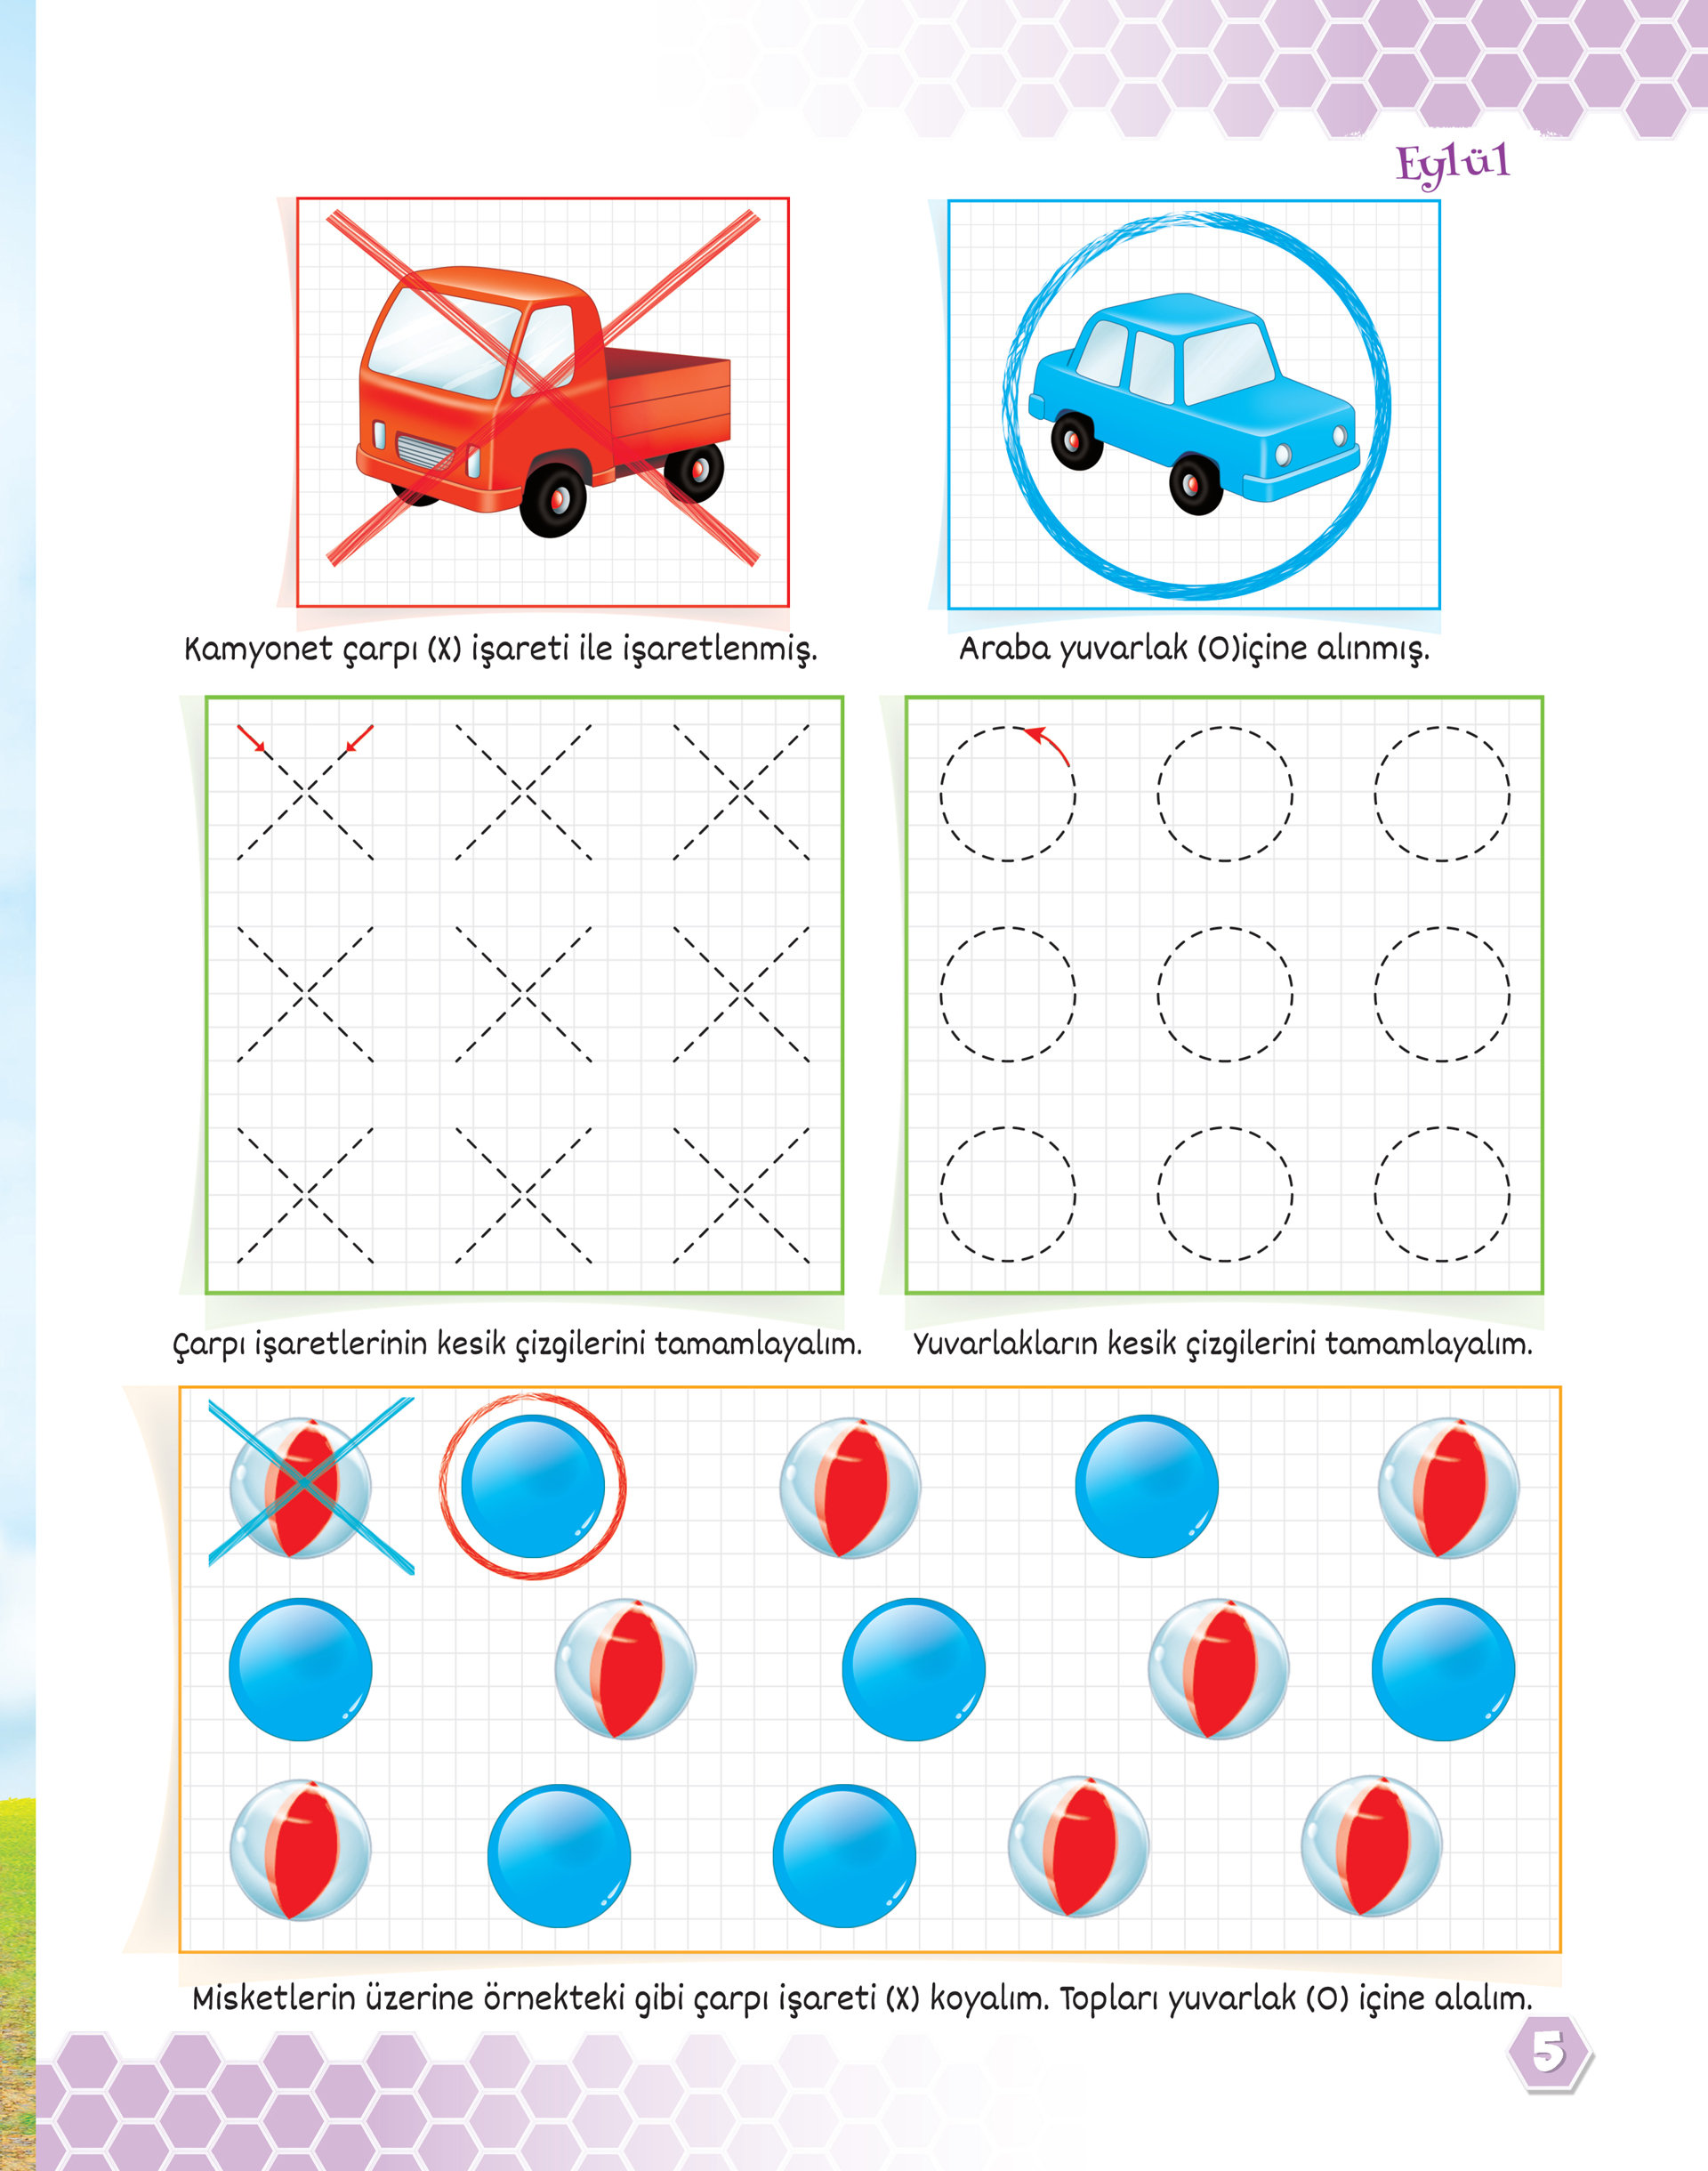 Eylül
Kamyonet çarpı (X) işareti ile işaretlenmiş.
Araba yuvarlak (O)içine alınmış.
Çarpı işaretlerinin kesik çizgilerini tamamlayalım.
Yuvarlakların kesik çizgilerini tamamlayalım.
Misketlerin üzerine örnekteki gibi çarpı işareti (X) koyalım. Topları yuvarlak (O) içine alalım.
5